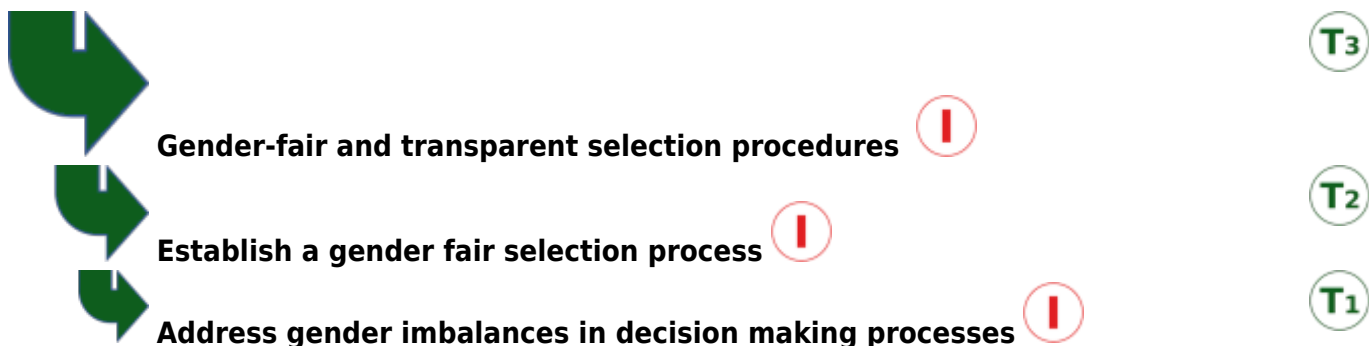 T3
Gender-fair and transparent selection procedures I
T2
Establish a gender fair selection process I
T1
Address gender imbalances in decision making processes I